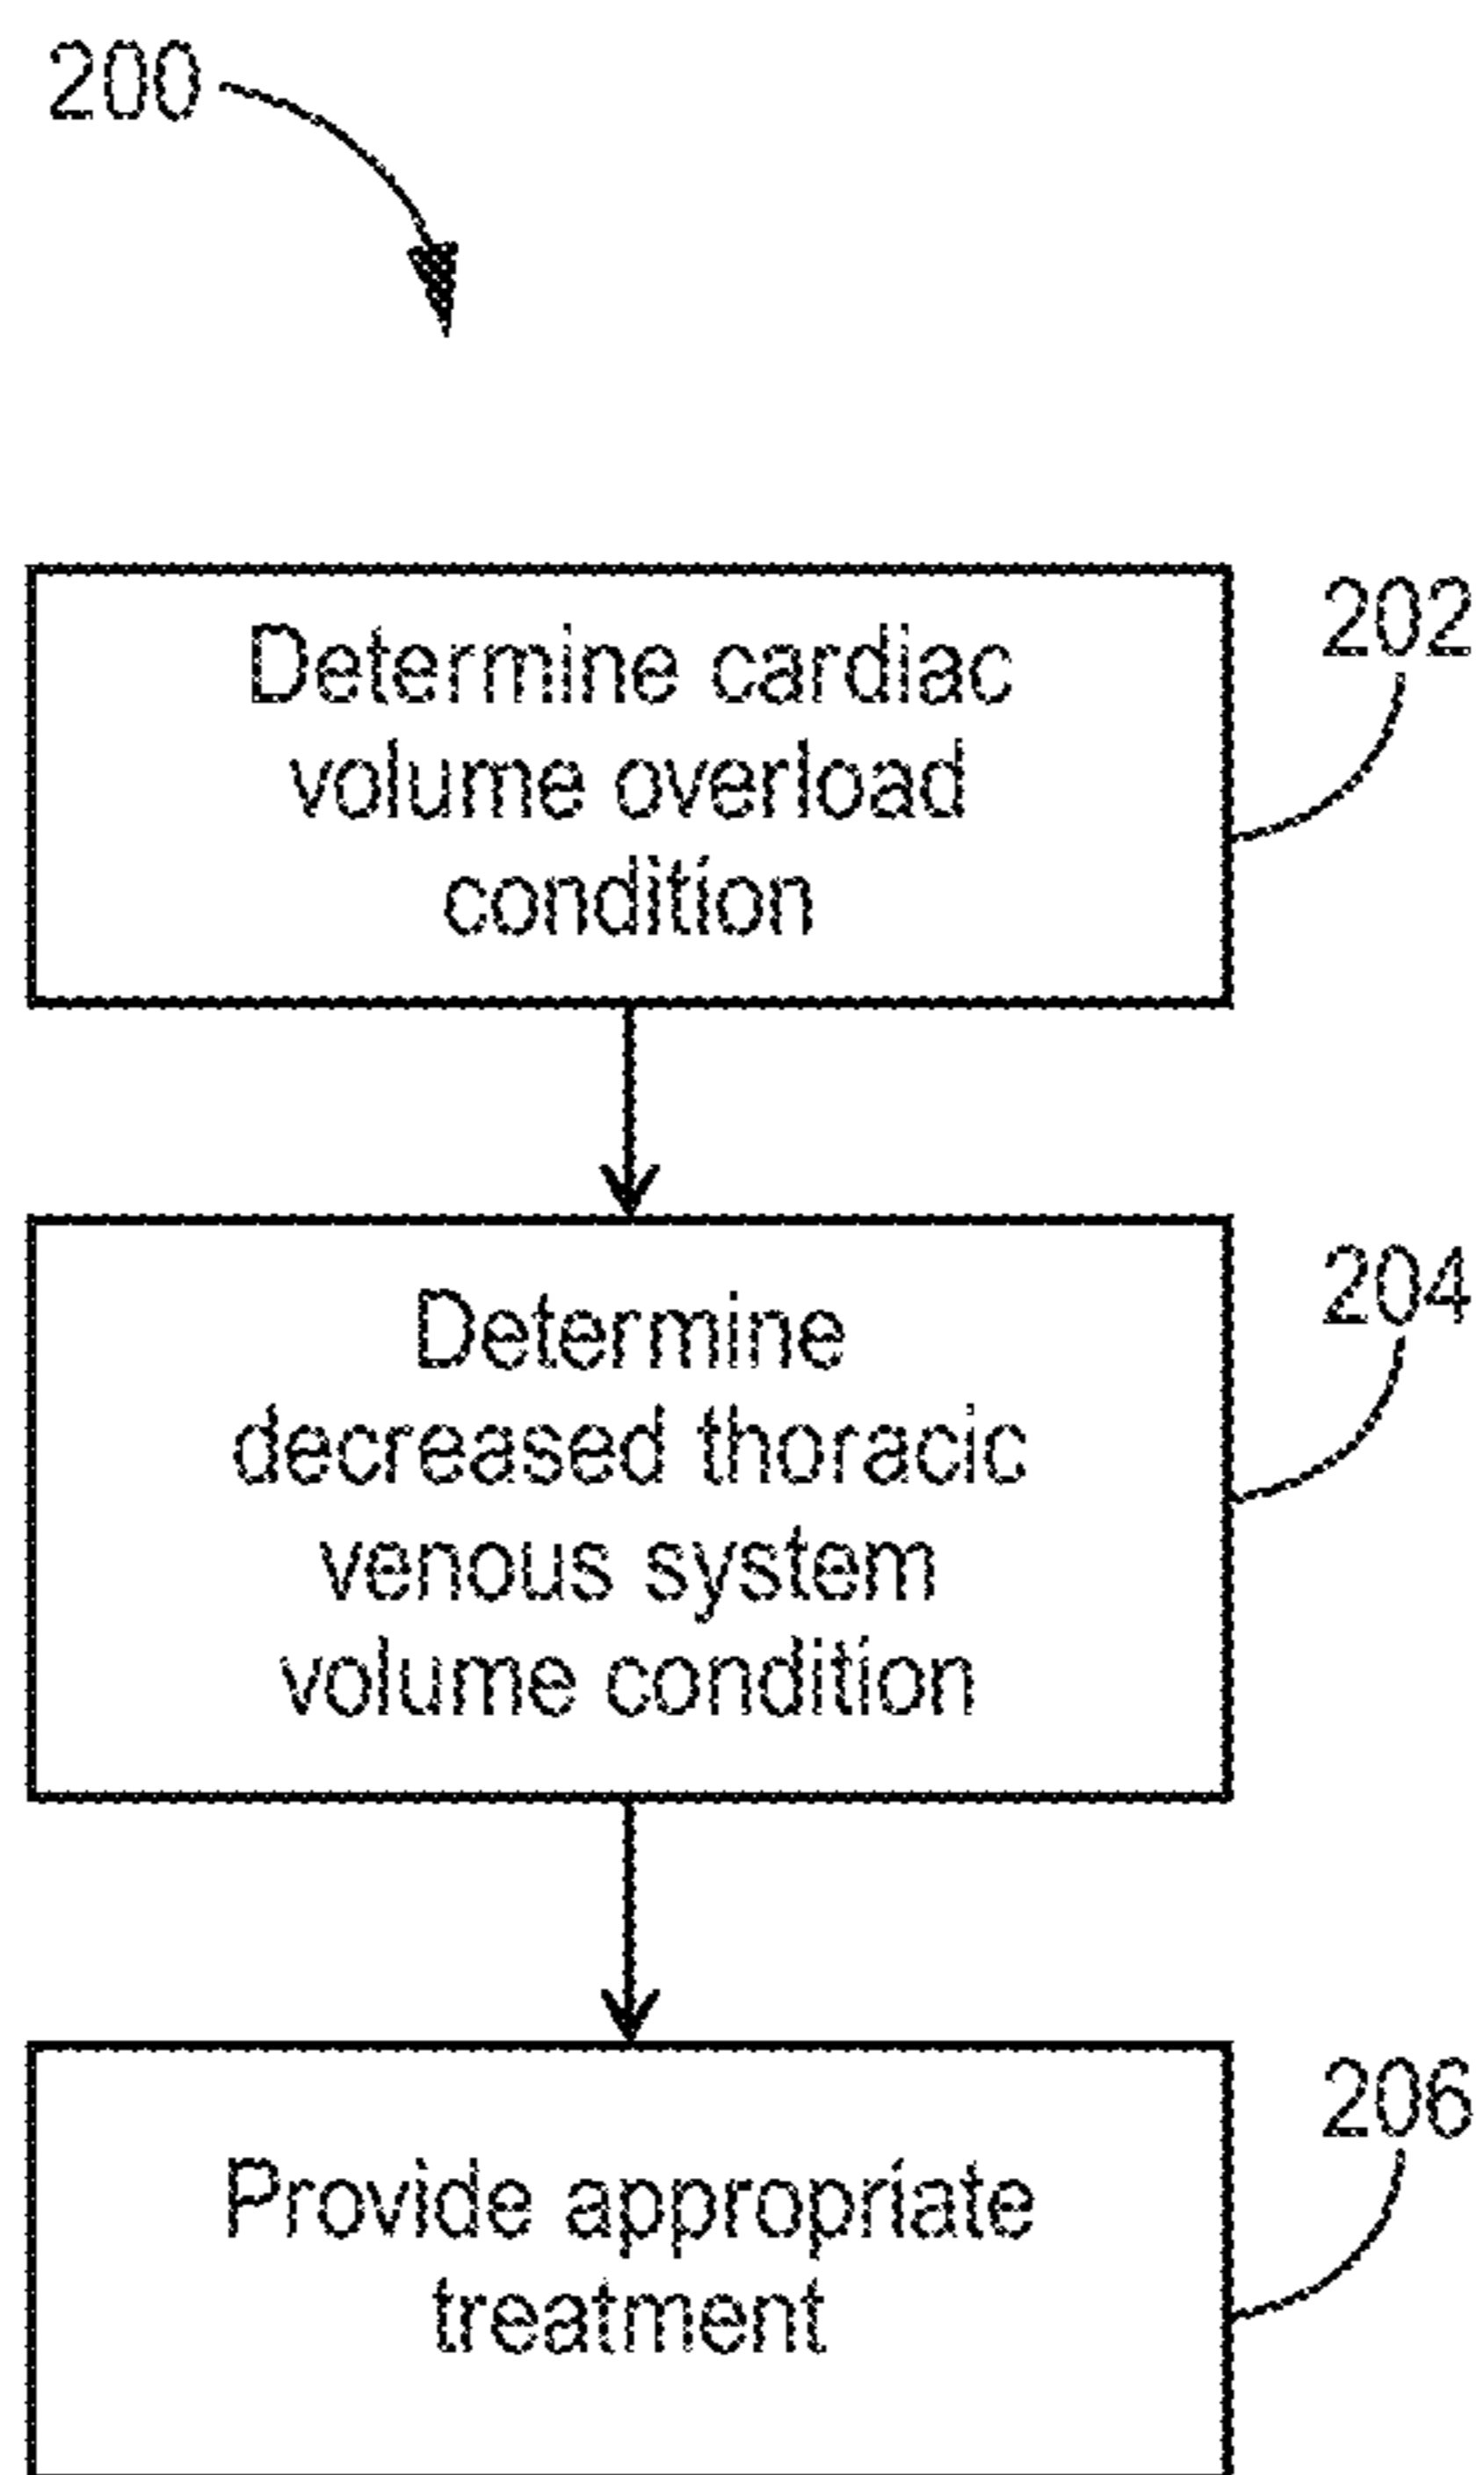 200
Determine cardiac
volume overload
condition
202
Determine
decreased thoracic
venous system
volume condition
204
Provide appropriate
treatment
206